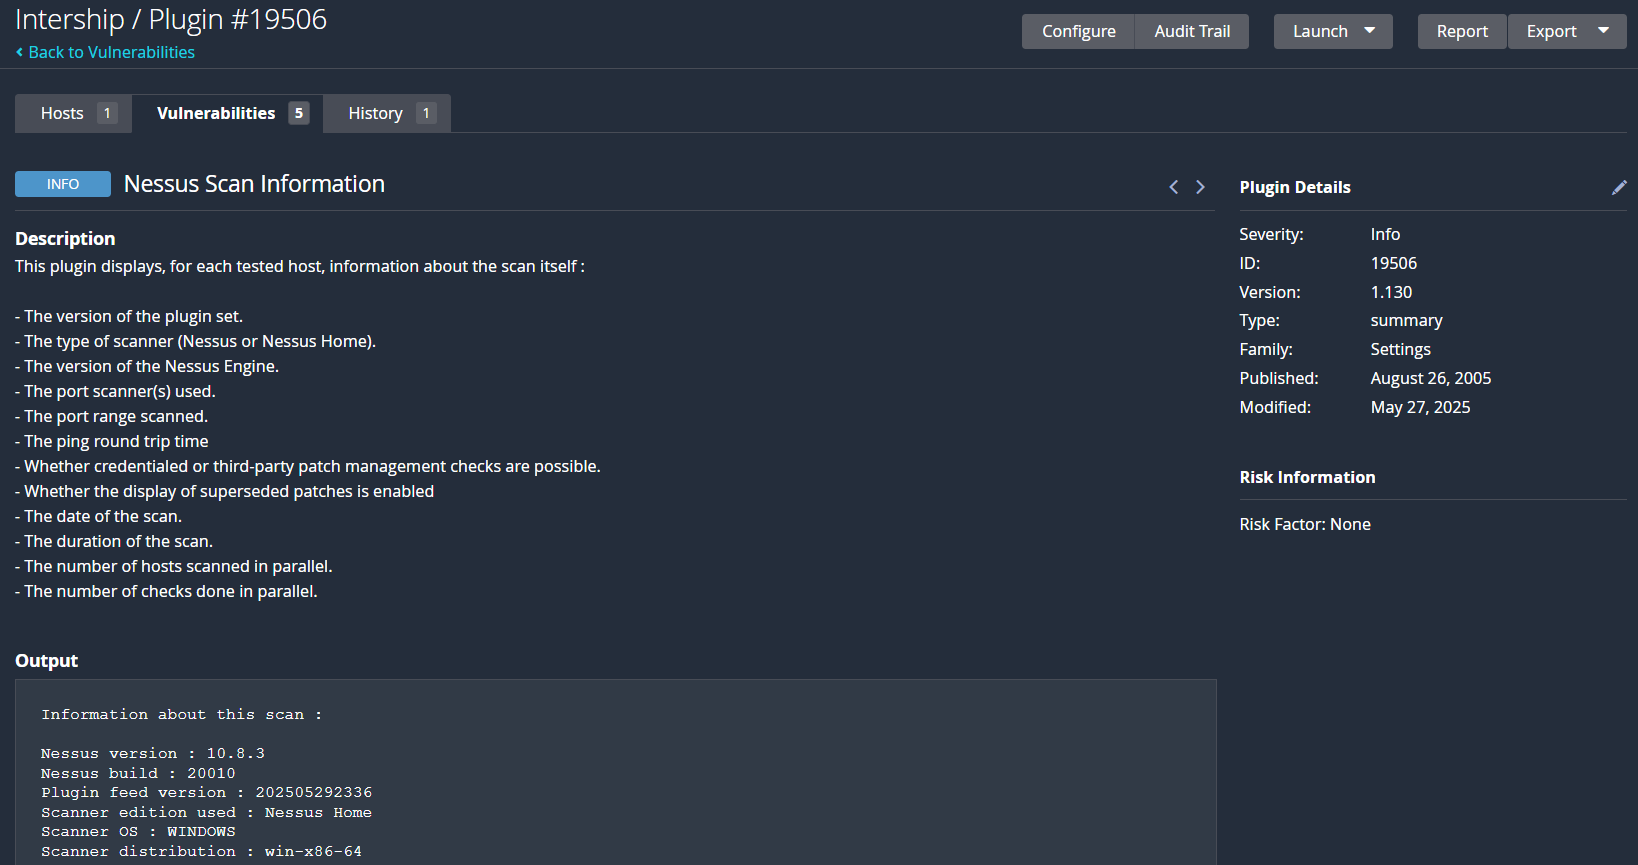 Intership / Plugin #19506
Configure
Audit Trail
Launch
Report
Export
Back to Vulnerabilities
Hosts 1
Vulnerabilities 5
History 1
INFO
Nessus Scan Information
Description
This plugin displays, for each tested host, information about the scan itself :
- The version of the plugin set.
- The type of scanner (Nessus or Nessus Home).
- The version of the Nessus Engine.
- The port scanner(s) used.
- The port range scanned.
- The ping round trip time
- Whether credentialed or third-party patch management checks are possible.
- Whether the display of superseded patches is enabled
- The date of the scan.
- The duration of the scan.
- The number of hosts scanned in parallel.
- The number of checks done in parallel.
Output
Information about this scan :
Nessus version : 10.8.3
Nessus build : 20010
Plugin feed version : 202505292336
Scanner edition used : Nessus Home
Scanner OS : WINDOWS
Scanner distribution : win-x86-64
Plugin Details
Severity: Info
ID: 19506
Version: 1.130
Type: summary
Family: Settings
Published: August 26, 2005
Modified: May 27, 2025
Risk Information
Risk Factor: None